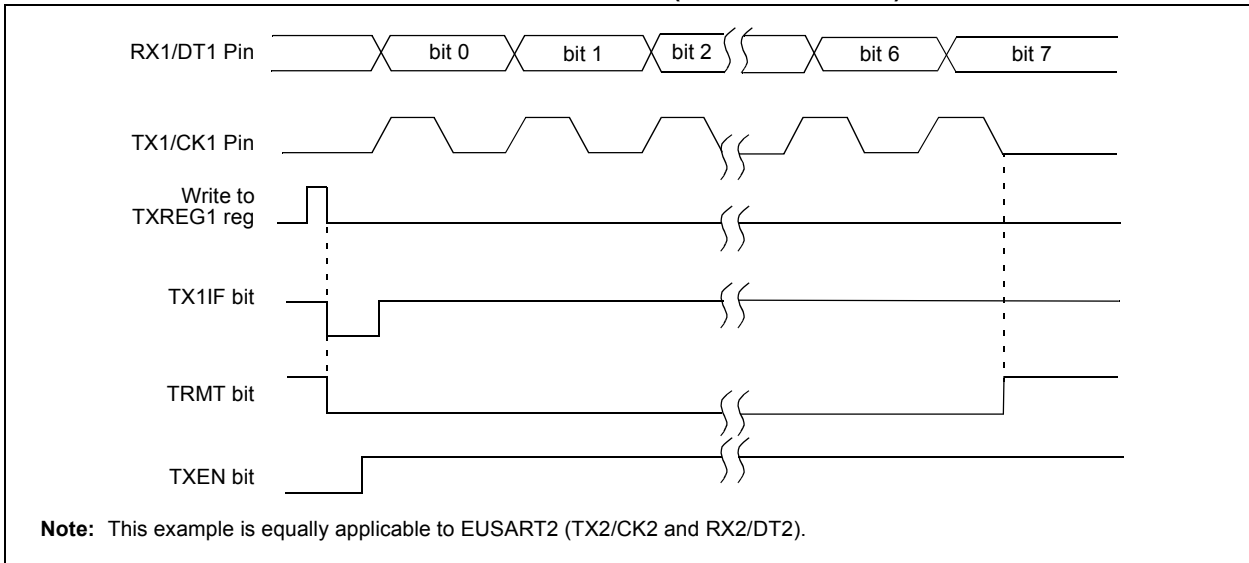 RX1/DT1 Pin
bit 0
bit 1
bit 2
bit 6
bit 7
TX1/CK1 Pin
Write to
TXREG1 reg
TX1IF bit
TRMT bit
TXEN bit
Note: This example is equally applicable to EUSART2 (TX2/CK2 and RX2/DT2).